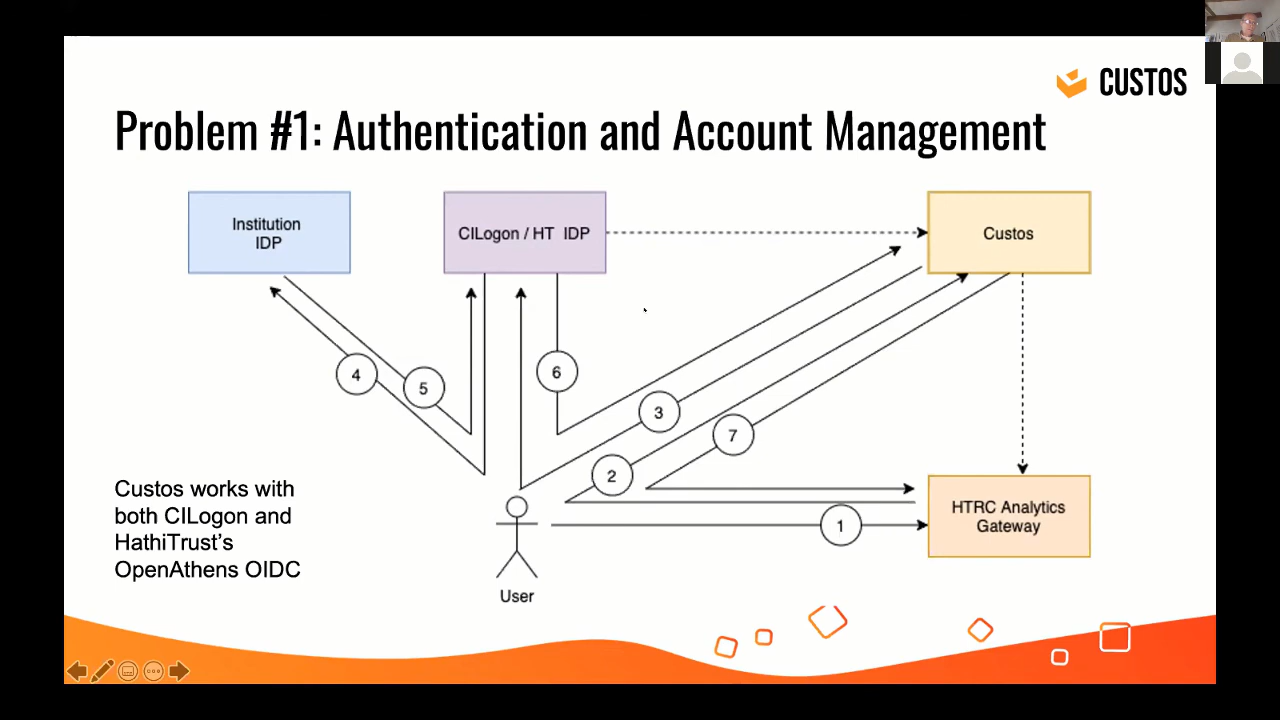 CUSTOS
Problem #1: Authentication and Account Management
Institution
IDP
CILogon / HT IDP
Custos
4
5
6
3
7
2
1
Custos works with
both CILogon and
HathiTrust's
OpenAthens OIDC
HTRC Analytics
Gateway
User